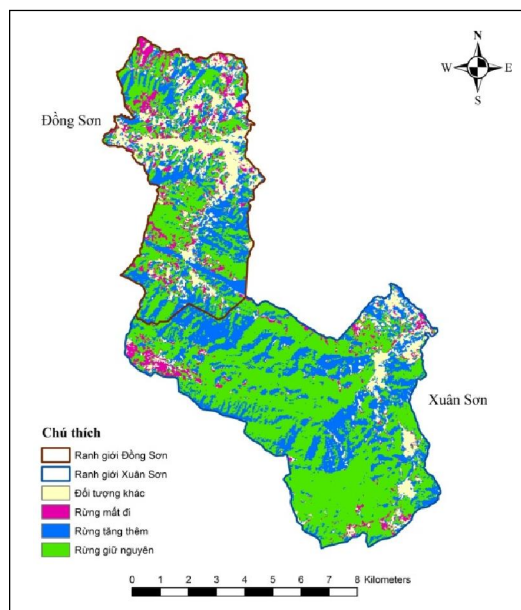 N
W E
S
Đồng Sơn
Xuân Sơn
Chú thích
Ranh giới Đồng Sơn
Ranh giới Xuân Sơn
Đối tượng khác
Rừng mất đi
Rừng tăng thêm
Rừng giữ nguyên
0 1 2 3 4 5 6 7 8 Kilometers